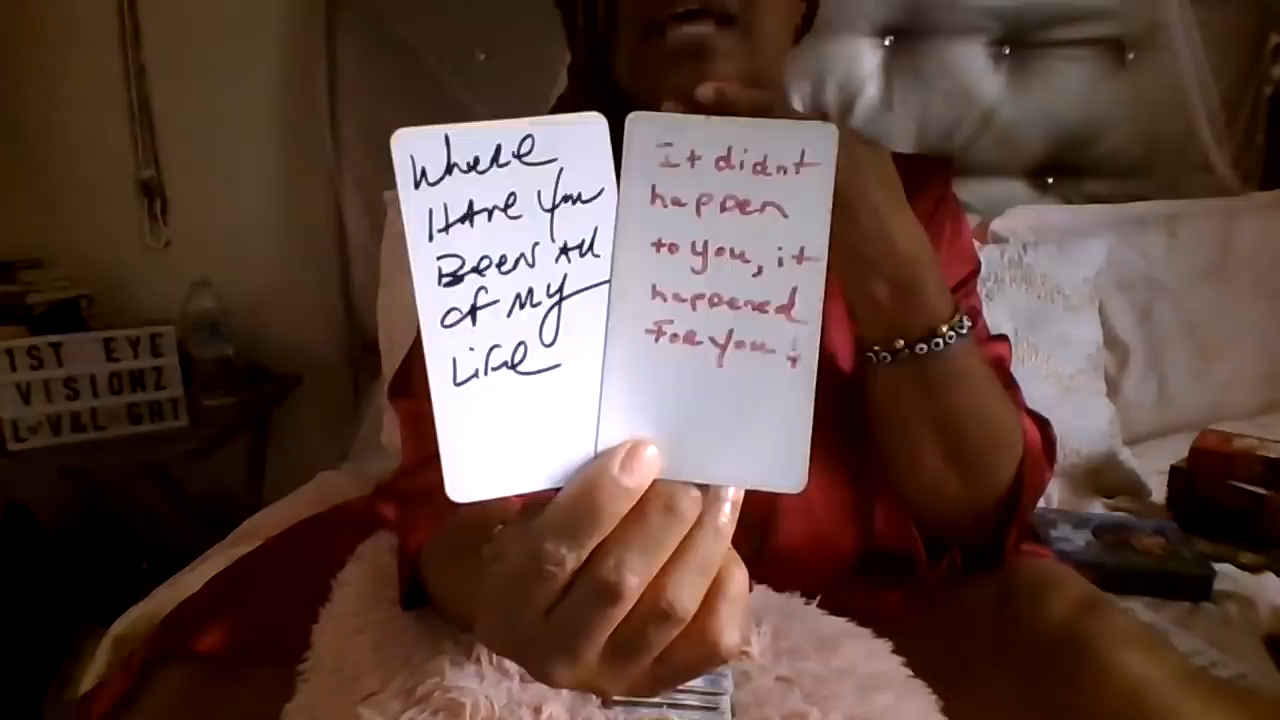 1ST EYE
VISIONZ
LOVE&LIGHT
Where
HAve You
Been All
of My
Life
It didnt
happen
to you, it
happened
For you!